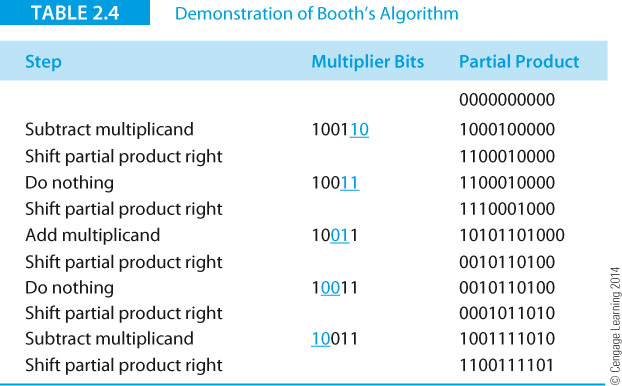 TABLE 2.4 Demonstration of Booth's Algorithm
Step Multiplier Bits Partial Product
0000000000
Subtract multiplicand 100110 1000100000
Shift partial product right 1100010000
Do nothing 10011 1100010000
Shift partial product right 1110001000
Add multiplicand 10011 10101101000
Shift partial product right 0010110100
Do nothing 10011 0010110100
Shift partial product right 0001011010
Subtract multiplicand 10011 1001111010
Shift partial product right 1100111101
© Cengage Learning 2014